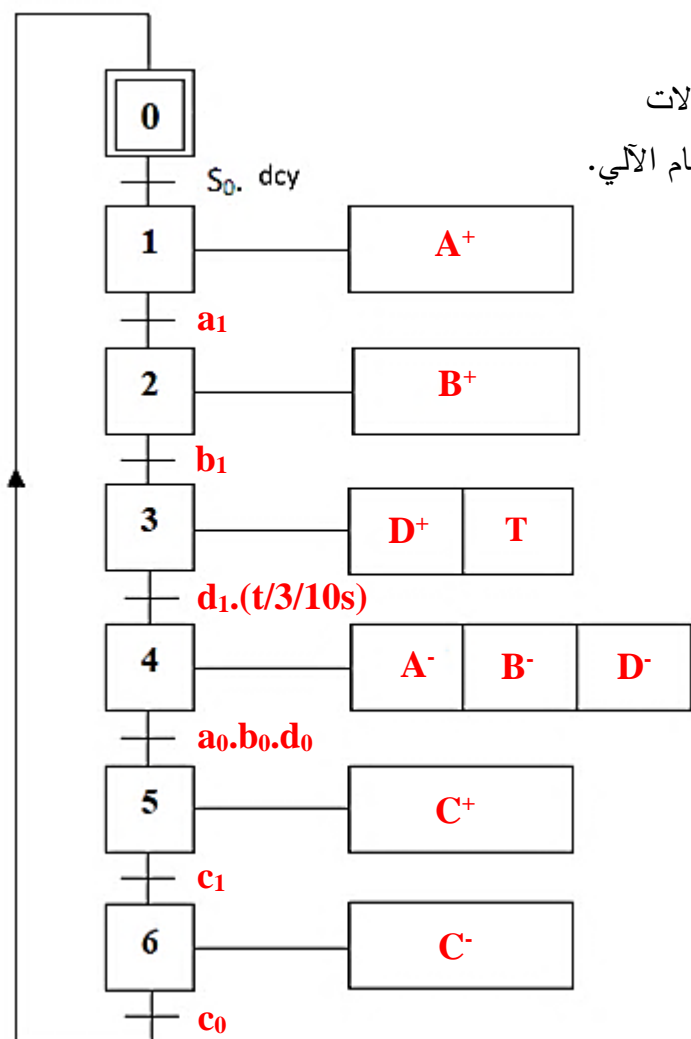 0
S₀. dcy
ام الآلي.
1 A⁺
a₁
2 B⁺
b₁
3 D⁺ T
d₁.(t/3/10s)
4 A⁻ B⁻ D⁻
a₀.b₀.d₀
5 C⁺
c₁
6 C⁻
c₀